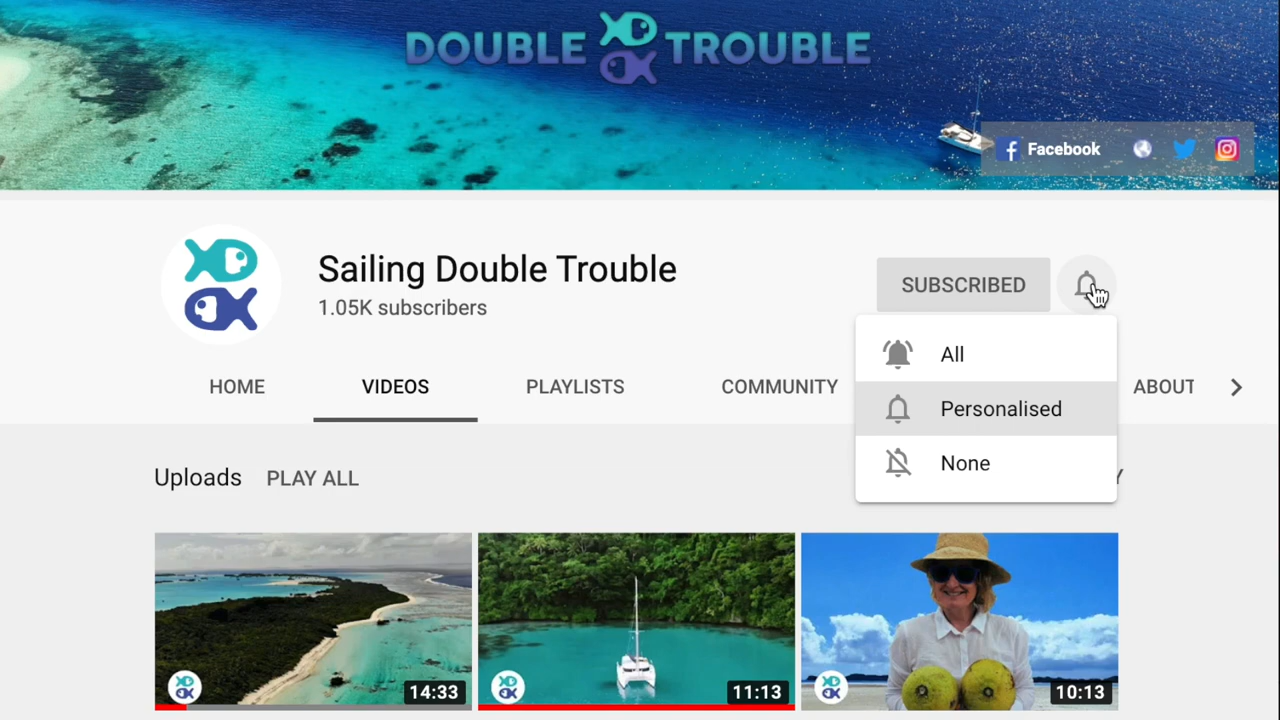 DOUBLE TROUBLE
Facebook
Sailing Double Trouble
1.05K subscribers
SUBSCRIBED
All
Personalised
None
HOME
VIDEOS
PLAYLISTS
COMMUNITY
ABOUT
Uploads
PLAY ALL
14:33
11:13
10:13